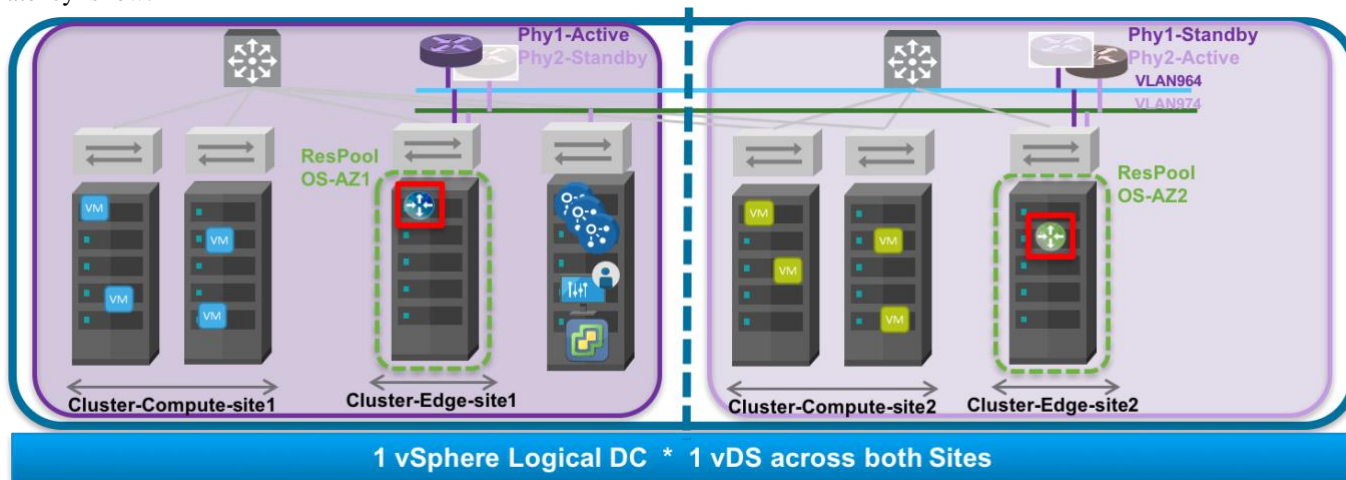 Phy1-Active
Phy2-Standby
Phy1-Standby
Phy2-Active
VLAN964
VLAN974
ResPool
OS-AZ1
ResPool
OS-AZ2
VM
VM
VM
VM
VM
VM
VM
VM
Cluster-Compute-site1
Cluster-Edge-site1
Cluster-Compute-site2
Cluster-Edge-site2
1 vSphere Logical DC * 1 vDS across both Sites